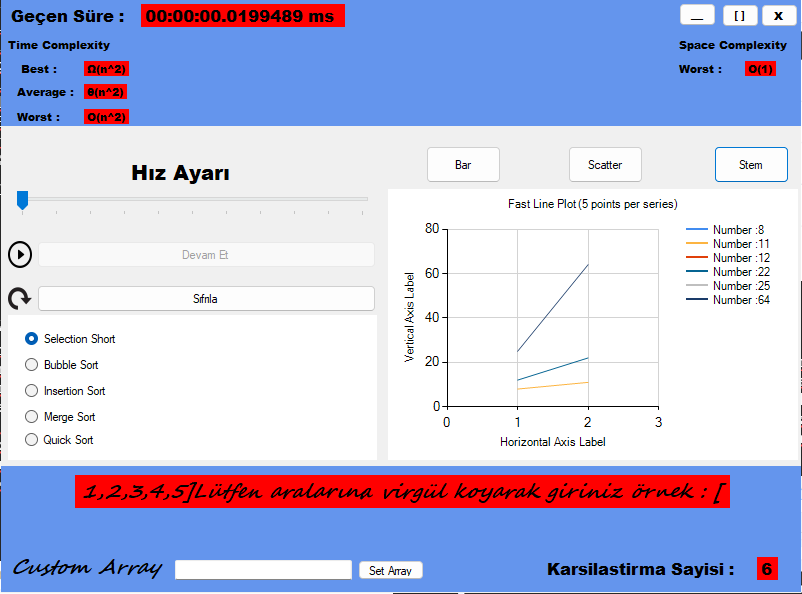 Geçen Süre : 00:00:00.0199489 ms
__ [ ] X
Time Complexity
Space Complexity
Best : Ω(n^2)
Worst : O(1)
Average : θ(n^2)
Worst : O(n^2)
Hız Ayarı
Bar Scatter Stem
Fast Line Plot (5 points per series)
Devam Et
Sıfırla
Selection Short
Bubble Sort
Insertion Sort
Merge Sort
Quick Sort
Vertical Axis Label
80
60
40
20
0
0 1 2 3
Horizontal Axis Label
Number :8
Number :11
Number :12
Number :22
Number :25
Number :64
1,2,3,4,5]Lütfen aralarına virgül koyarak giriniz örnek : [
Custom Array
Set Array
Karsilastirma Sayisi : 6